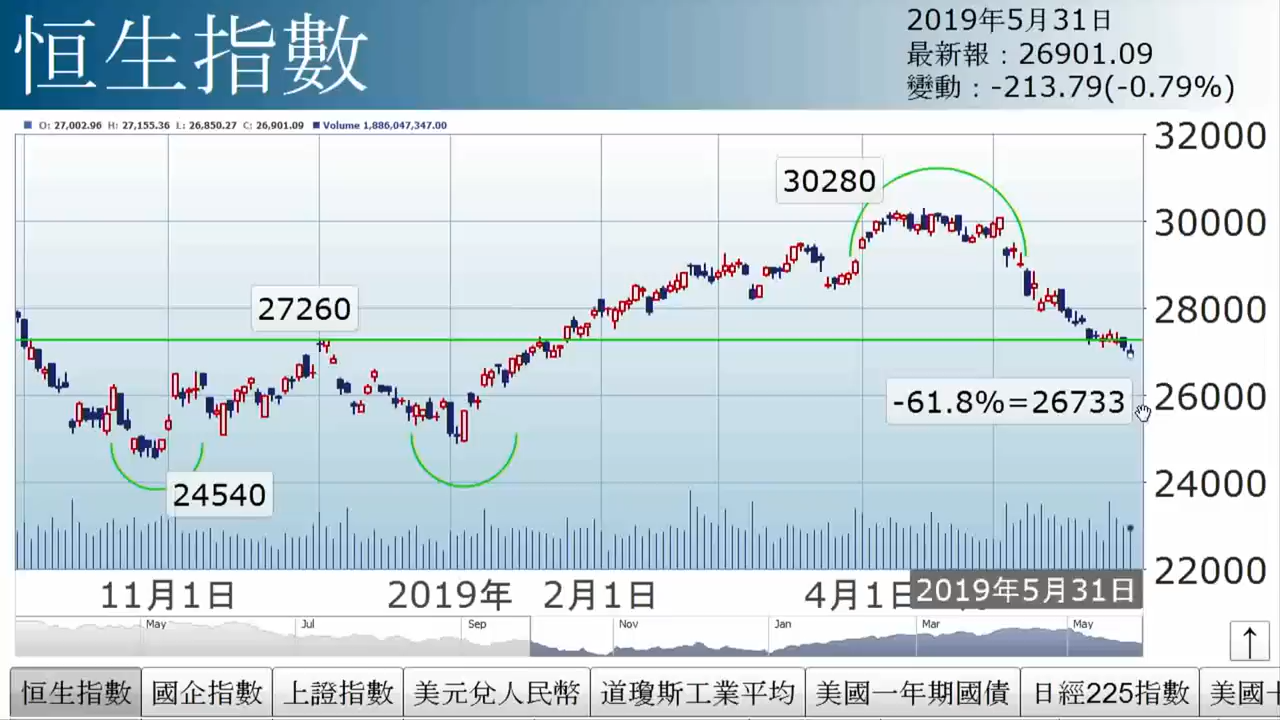 恒生指數
2019年5月31日
最新報：26901.09
變動：-213.79(-0.79%)
O: 27,002.96 H: 27,155.36 L: 26,850.27 C: 26,901.09 Volume 1,886,047,347.00
32000
30280
30000
27260
28000
-61.8%=26733
26000
24540
24000
22000
11月1日 2019年 2月1日 4月1日 2019年5月31日
May Jul Sep Nov Jan Mar May
↑
恒生指數 國企指數 上證指數 美元兌人民幣 道瓊斯工業平均 美國一年期國債 日經225指數 美國